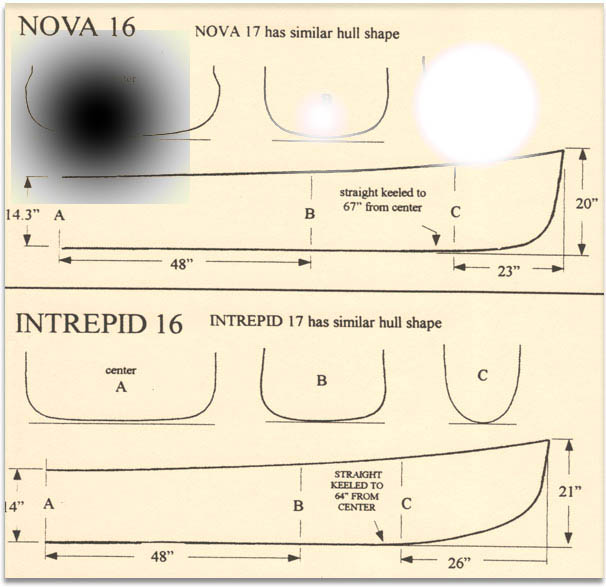 NOVA 16
NOVA 17 has similar hull shape
straight keeled to
67” from center
14.3”
A
B
C
20”
48”
23”
INTREPID 16
INTREPID 17 has similar hull shape
center
A
B
C
STRAIGHT
KEELED TO
64” FROM
CENTER
14”
A
B
C
21”
48”
26”